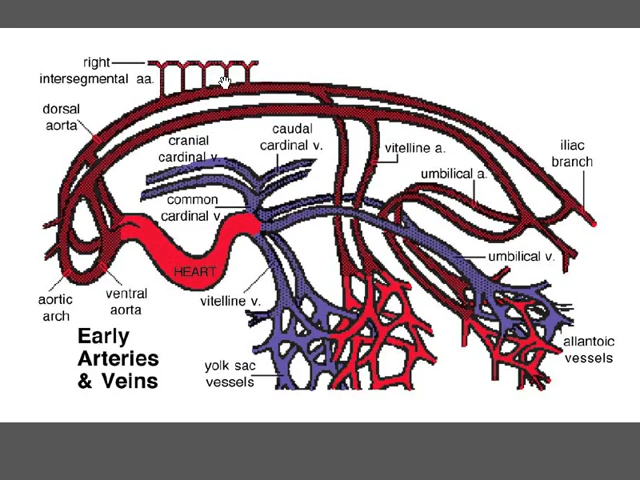 right
intersegmental aa.
dorsal
aorta
cranial
cardinal v.
caudal
cardinal v.
vitelline a.
umbilical a.
iliac
branch
common
cardinal v.
HEART
umbilical v.
aortic
arch
ventral
aorta
vitelline v.
Early
Arteries
& Veins
yolk sac
vessels
allantoic
vessels